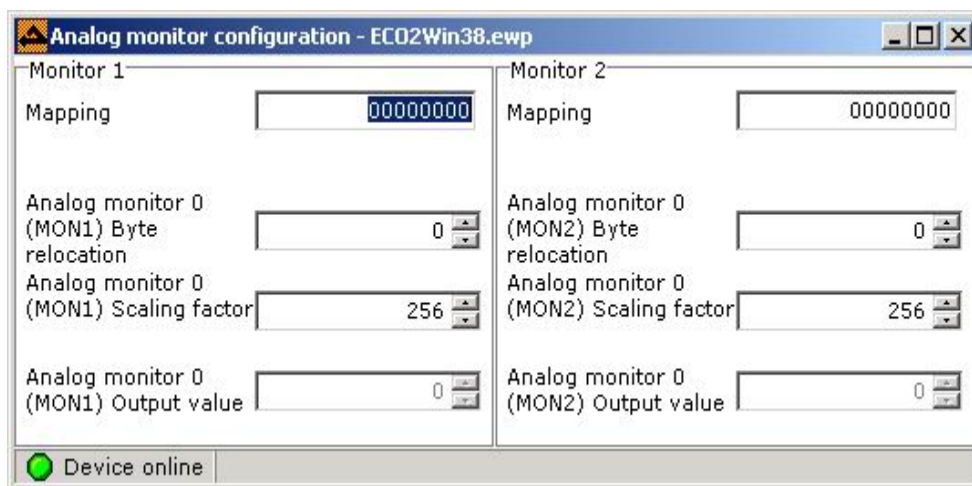 Analog monitor configuration - ECO2Win38.ewp
Monitor 1
Mapping
00000000
Analog monitor 0
(MON1) Byte
relocation
0
Analog monitor 0
(MON1) Scaling factor
256
Analog monitor 0
(MON1) Output value
0
Monitor 2
Mapping
00000000
Analog monitor 0
(MON2) Byte
relocation
0
Analog monitor 0
(MON2) Scaling factor
256
Analog monitor 0
(MON2) Output value
0
Device online